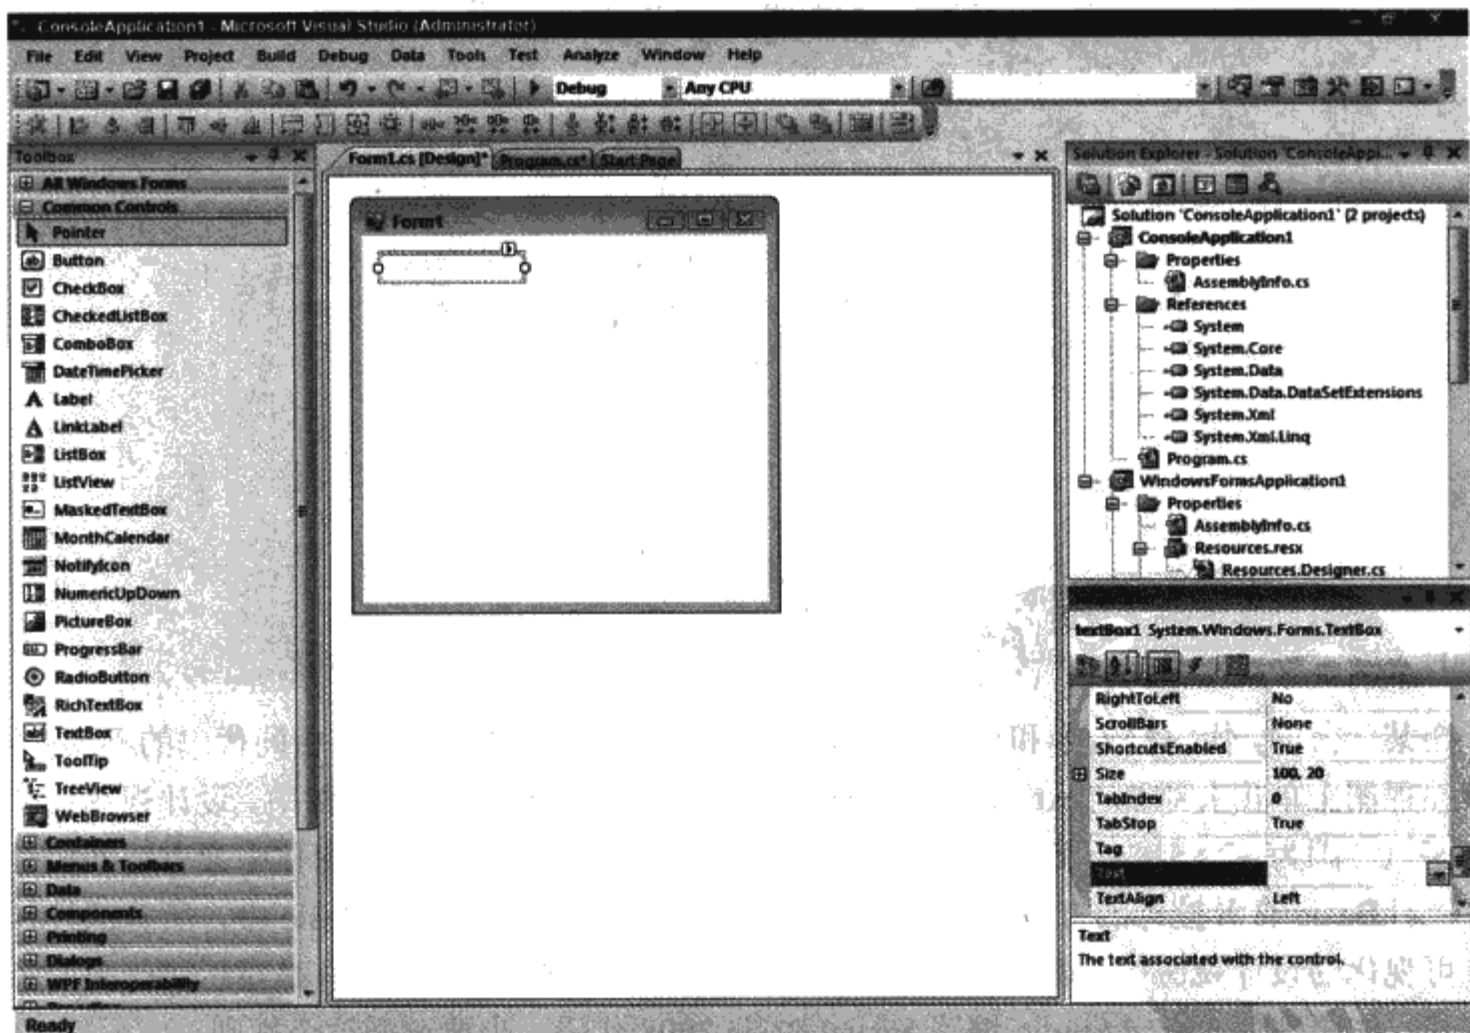 ConsoleApplication1 - Microsoft Visual Studio (Administrator)
File Edit View Project Build Debug Data Tools Test Analyze Window Help
Debug Any CPU
Toolbox
All Windows Forms
Common Controls
Pointer
Button
CheckBox
CheckedListBox
ComboBox
DateTimePicker
Label
LinkLabel
ListBox
ListView
MaskedTextBox
MonthCalendar
NotifyIcon
NumericUpDown
PictureBox
ProgressBar
RadioButton
RichTextBox
TextBox
ToolTip
TreeView
WebBrowser
Containers
Menus & Toolbars
Data
Components
Printing
Dialogs
WPF Interoperability
Ready
Form1.cs [Design]* Program.cs* Start Page
Form1
Solution Explorer - Solution 'ConsoleAppl...
Solution 'ConsoleApplication1' (2 projects)
ConsoleApplication1
Properties
AssemblyInfo.cs
References
System
System.Core
System.Data
System.Data.DataSetExtensions
System.Xml
System.Xml.Linq
Program.cs
WindowsFormsApplication1
Properties
AssemblyInfo.cs
Resources.resx
Resources.Designer.cs
textBox1 System.Windows.Forms.TextBox
RightToLeft No
ScrollBars None
ShortcutsEnabled True
Size 100, 20
TabIndex 0
TabStop True
Tag
Text
TextAlign Left
Text
The text associated with the control.